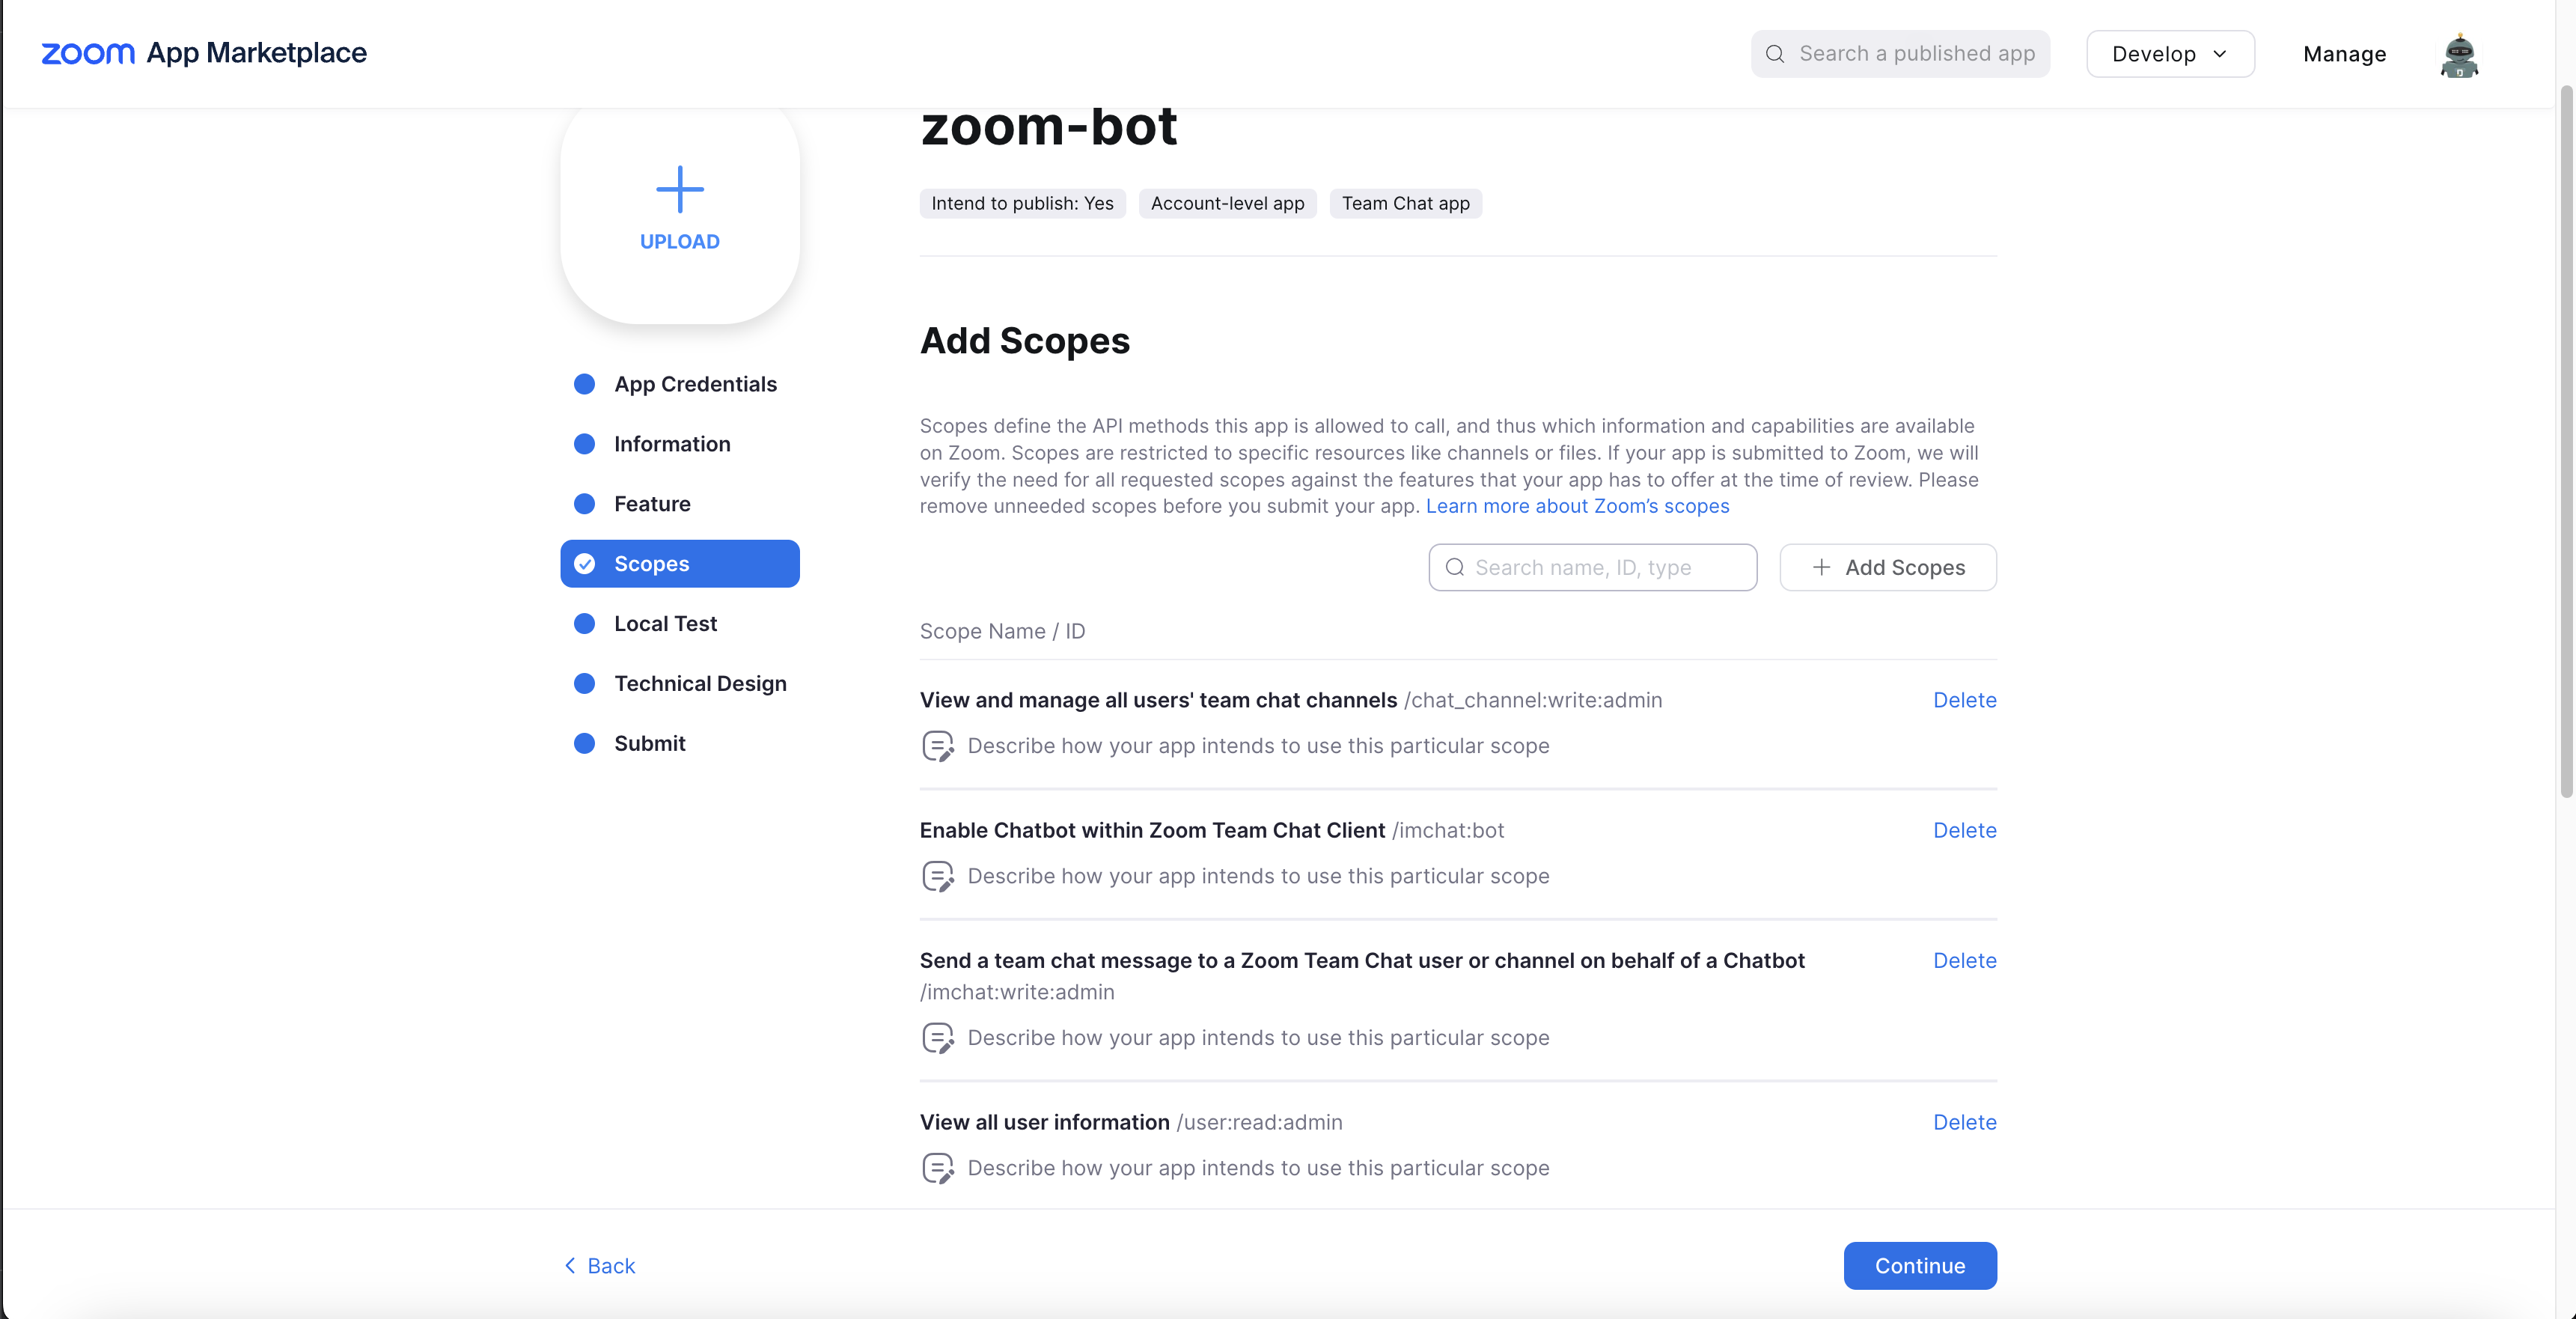 zoom App Marketplace
Search a published app
Develop
Manage
UPLOAD
App Credentials
Information
Feature
Scopes
Local Test
Technical Design
Submit
zoom-bot
Intend to publish: Yes
Account-level app
Team Chat app
Add Scopes
Scopes define the API methods this app is allowed to call, and thus which information and capabilities are available
on Zoom. Scopes are restricted to specific resources like channels or files. If your app is submitted to Zoom, we will
verify the need for all requested scopes against the features that your app has to offer at the time of review. Please
remove unneeded scopes before you submit your app. Learn more about Zoom’s scopes
Search name, ID, type
Add Scopes
Scope Name / ID
View and manage all users' team chat channels /chat_channel:write:admin
Delete
Describe how your app intends to use this particular scope
Enable Chatbot within Zoom Team Chat Client /imchat:bot
Delete
Describe how your app intends to use this particular scope
Send a team chat message to a Zoom Team Chat user or channel on behalf of a Chatbot
/imchat:write:admin
Delete
Describe how your app intends to use this particular scope
View all user information /user:read:admin
Delete
Describe how your app intends to use this particular scope
Back
Continue